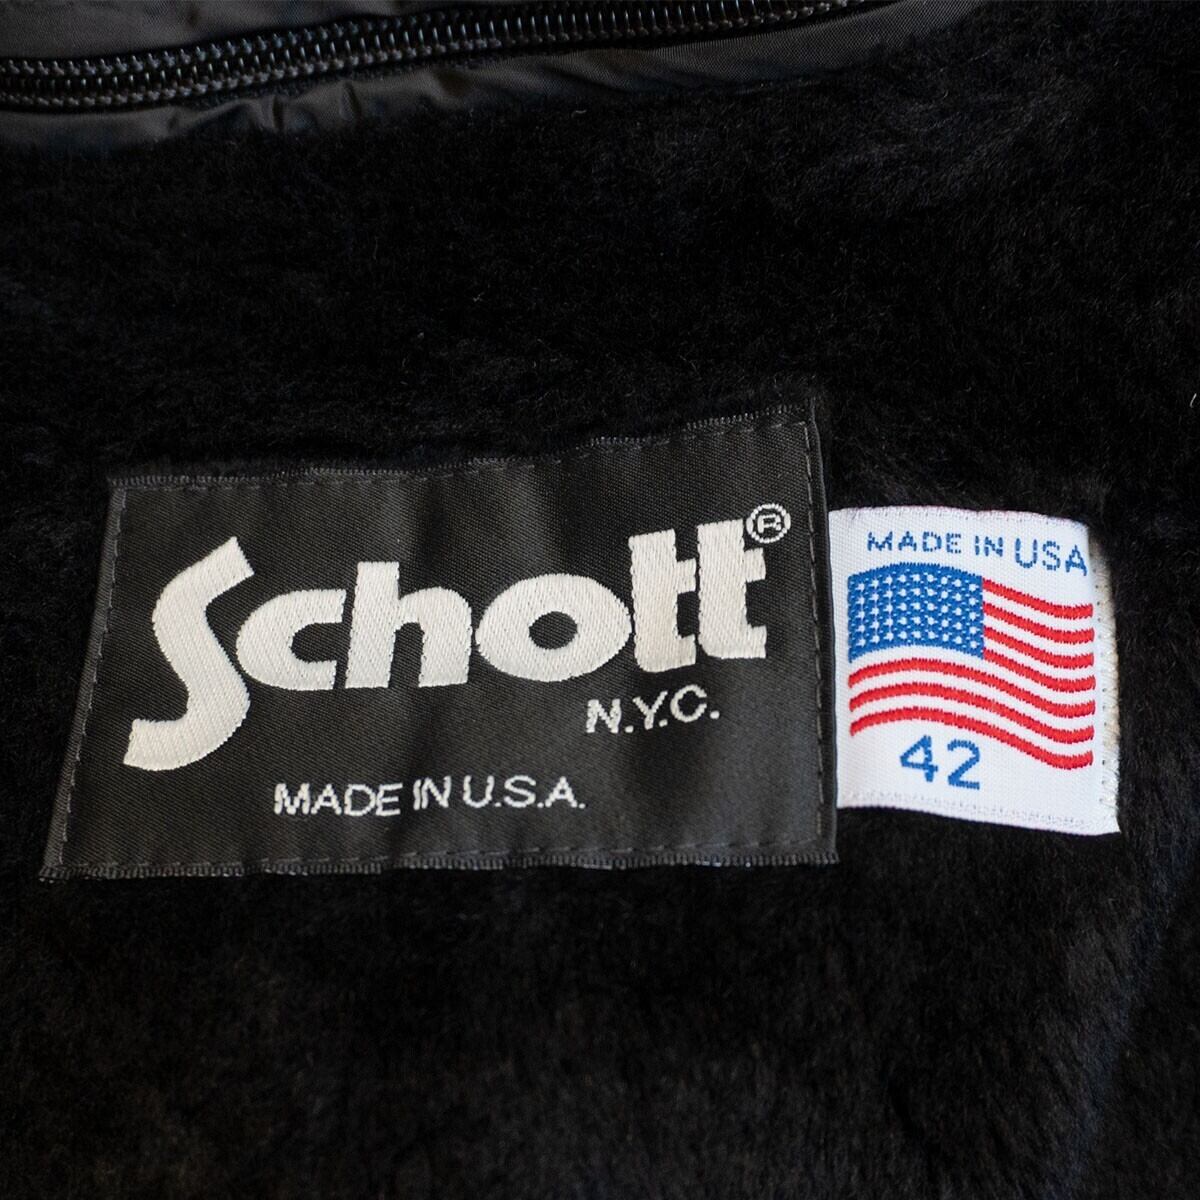 Schott®
N.Y.C.
MADE IN U.S.A.
MADE IN USA
42